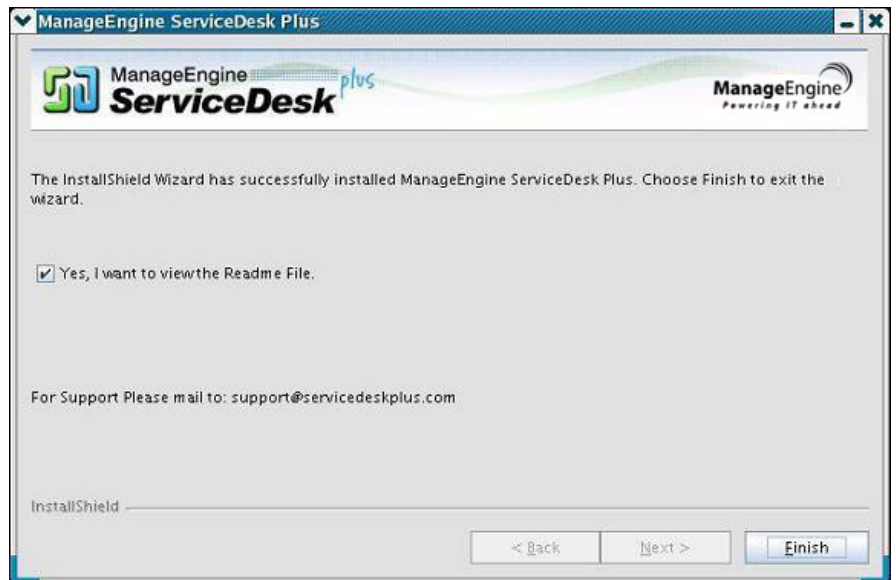 ManageEngine ServiceDesk Plus
ManageEngine
ServiceDesk plus
ManageEngine
Powering IT ahead
The InstallShield Wizard has successfully installed ManageEngine ServiceDesk Plus. Choose Finish to exit the
wizard.
Yes, I want to view the Readme File.
For Support Please mail to: support@servicedeskplus.com
InstallShield
< Back
Next >
Finish